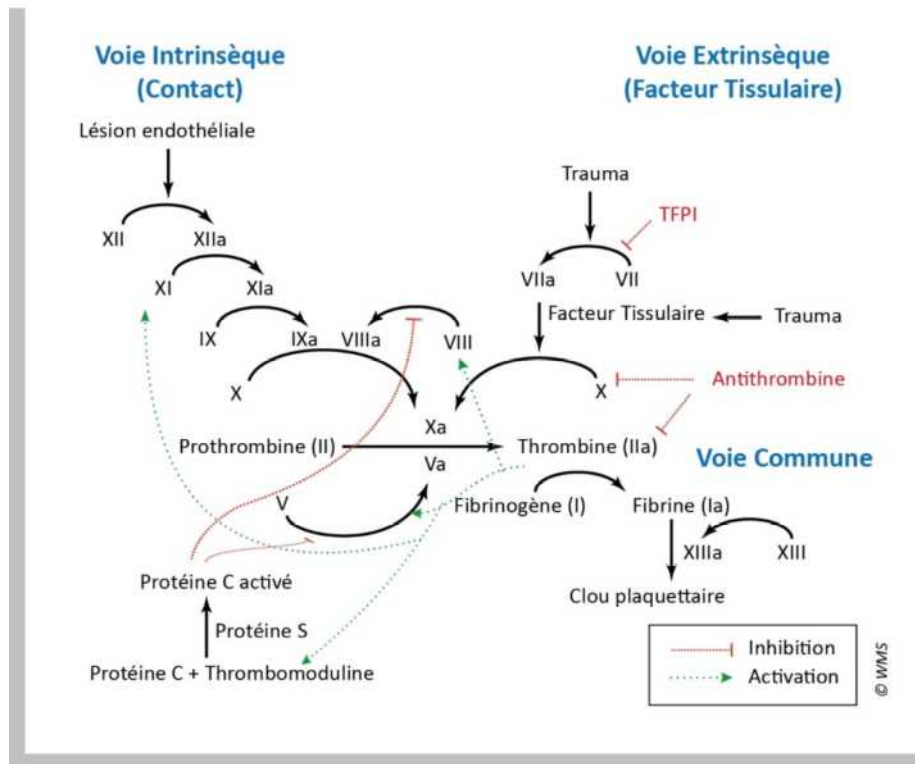 Voie Intrinsèque
(Contact)
Voie Extrinsèque
(Facteur Tissulaire)
Lésion endothéliale
Trauma
TFPI
XII
XIIa
XI
XIa
VIIa
VII
IX
IXa
VIIIa
VIII
Facteur Tissulaire
Trauma
X
X
Antithrombine
Xa
Prothrombine (II)
Thrombine (IIa)
Va
Voie Commune
V
Fibrinogène (I)
Fibrine (Ia)
XIIIa
XIII
Protéine C activé
Clou plaquettaire
Protéine S
Protéine C + Thrombomoduline
Inhibition
Activation
© WMS